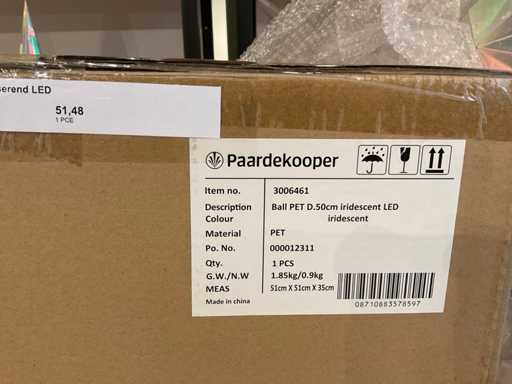 erend LED
51,48
1 PCE
Paardekooper
Item no. 3006461
Description Ball PET D.50cm iridescent LED
Colour iridescent
Material PET
Po. No. 000012311
Qty. 1 PCS
G.W./N.W 1.85kg/0.9kg
MEAS 51cm X 51cm X 35cm
Made in china
08710883578597